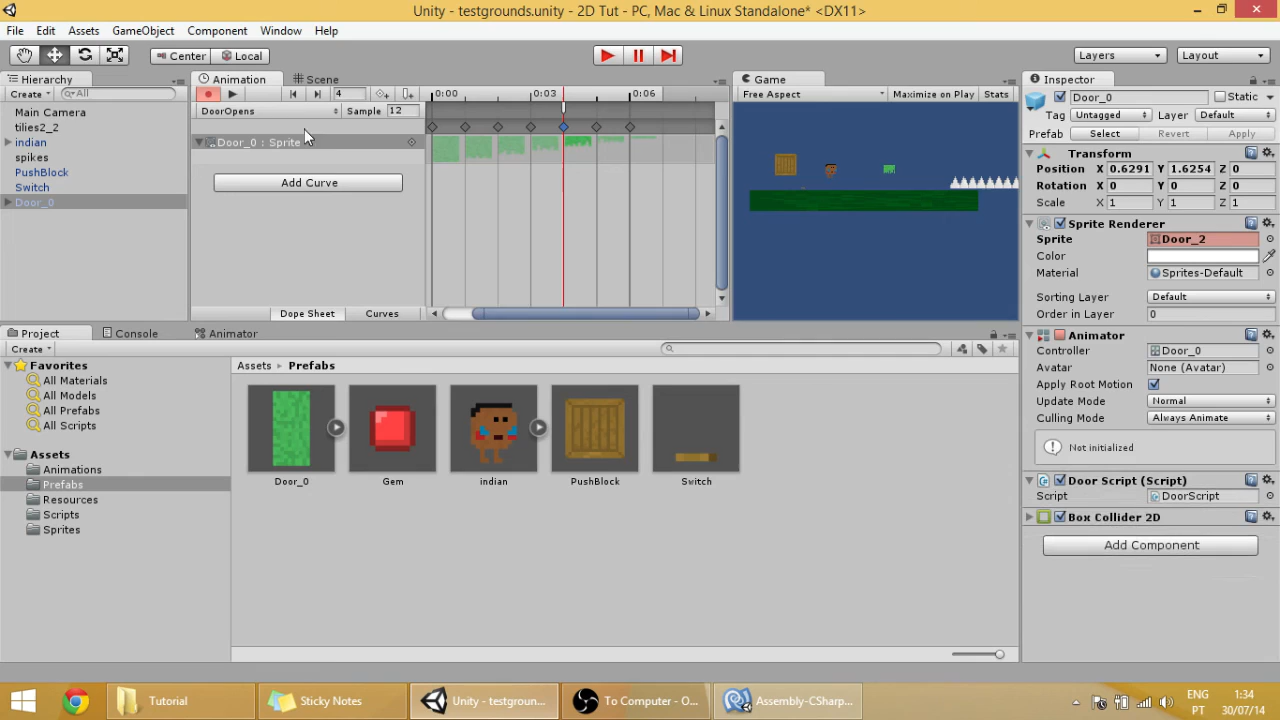 Unity - testgrounds.unity - 2D Tut - PC, Mac & Linux Standalone* <DX11>
File Edit Assets GameObject Component Window Help
Center Local Layers Layout
Hierarchy Animation Scene Game Inspector
Create All 4 0:00 0:03 0:06 Free Aspect Maximize on Play Stats Door_0 Static
DoorOpens Sample 12
Tag Untagged Layer Default
Prefab Select Revert Apply
Main Camera
tilies2_2
indian
spikes
PushBlock
Switch
Door_0
Door_0 : Sprite
Add Curve
Dope Sheet Curves
Transform
Position X 0.6291 Y 1.6254 Z 0
Rotation X 0 Y 0 Z 0
Scale X 1 Y 1 Z 1
Sprite Renderer
Sprite Door_2
Color
Material Sprites-Default
Sorting Layer Default
Order in Layer 0
Animator
Controller Door_0
Avatar None (Avatar)
Apply Root Motion
Update Mode Normal
Culling Mode Always Animate
Not initialized
Door Script (Script)
Script DoorScript
Box Collider 2D
Add Component
Project Console Animator
Create
Favorites
All Materials
All Models
All Prefabs
All Scripts
Assets
Animations
Prefabs
Resources
Scripts
Sprites
Assets Prefabs
Door_0 Gem indian PushBlock Switch
Tutorial Sticky Notes Unity - testgroun... To Computer - O... Assembly-CSharp...
ENG 1:34
PT 30/07/14